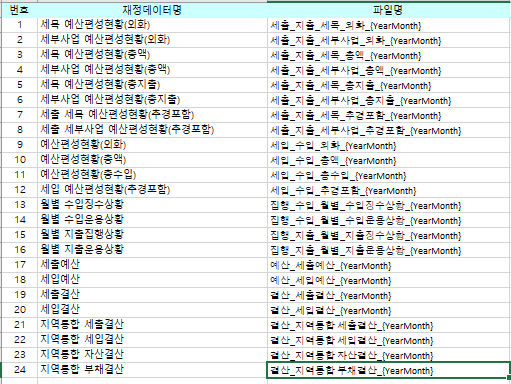 번호 재정데이터명 파일명
1 세목 예산편성현황(외화) 세출_지출_세목_외화_{YearMonth}
2 세부사업 예산편성현황(외화) 세출_지출_세부사업_외화_{YearMonth}
3 세목 예산편성현황(총액) 세출_지출_세목_총액_{YearMonth}
4 세부사업 예산편성현황(총액) 세출_지출_세부사업_총액_{YearMonth}
5 세목 예산편성현황(총지출) 세출_지출_세목_총지출_{YearMonth}
6 세부사업 예산편성현황(총지출) 세출_지출_세부사업_총지출_{YearMonth}
7 세출 세목 예산편성현황(추경포함) 세출_지출_세목_추경포함_{YearMonth}
8 세출 세부사업 예산편성현황(추경포함) 세출_지출_세부사업_추경포함_{YearMonth}
9 예산편성현황(외화) 세입_수입_외화_{YearMonth}
10 예산편성현황(총액) 세입_수입_총액_{YearMonth}
11 예산편성현황(총수입) 세입_수입_총수입_{YearMonth}
12 세입 예산편성현황(추경포함) 세입_수입_추경포함_{YearMonth}
13 월별 수입징수상황 집행_수입_월별_수입징수상황_{YearMonth}
14 월별 수입운용상황 집행_수입_월별_수입운용상황_{YearMonth}
15 월별 지출집행상황 집행_지출_월별_지출징수상황_{YearMonth}
16 월별 지출운용상황 집행_지출_월별_지출운용상황_{YearMonth}
17 세출예산 예산_세출예산_{YearMonth}
18 세입예산 예산_세입예산_{YearMonth}
19 세출결산 결산_세출결산_{YearMonth}
20 세입결산 결산_세입결산_{YearMonth}
21 지역통합 세출결산 결산_지역통합 세출결산_{YearMonth}
22 지역통합 세입결산 결산_지역통합 세입결산_{YearMonth}
23 지역통합 자산결산 결산_지역통합 자산결산_{YearMonth}
24 지역통합 부채결산 결산_지역통합 부채결산_{YearMonth}